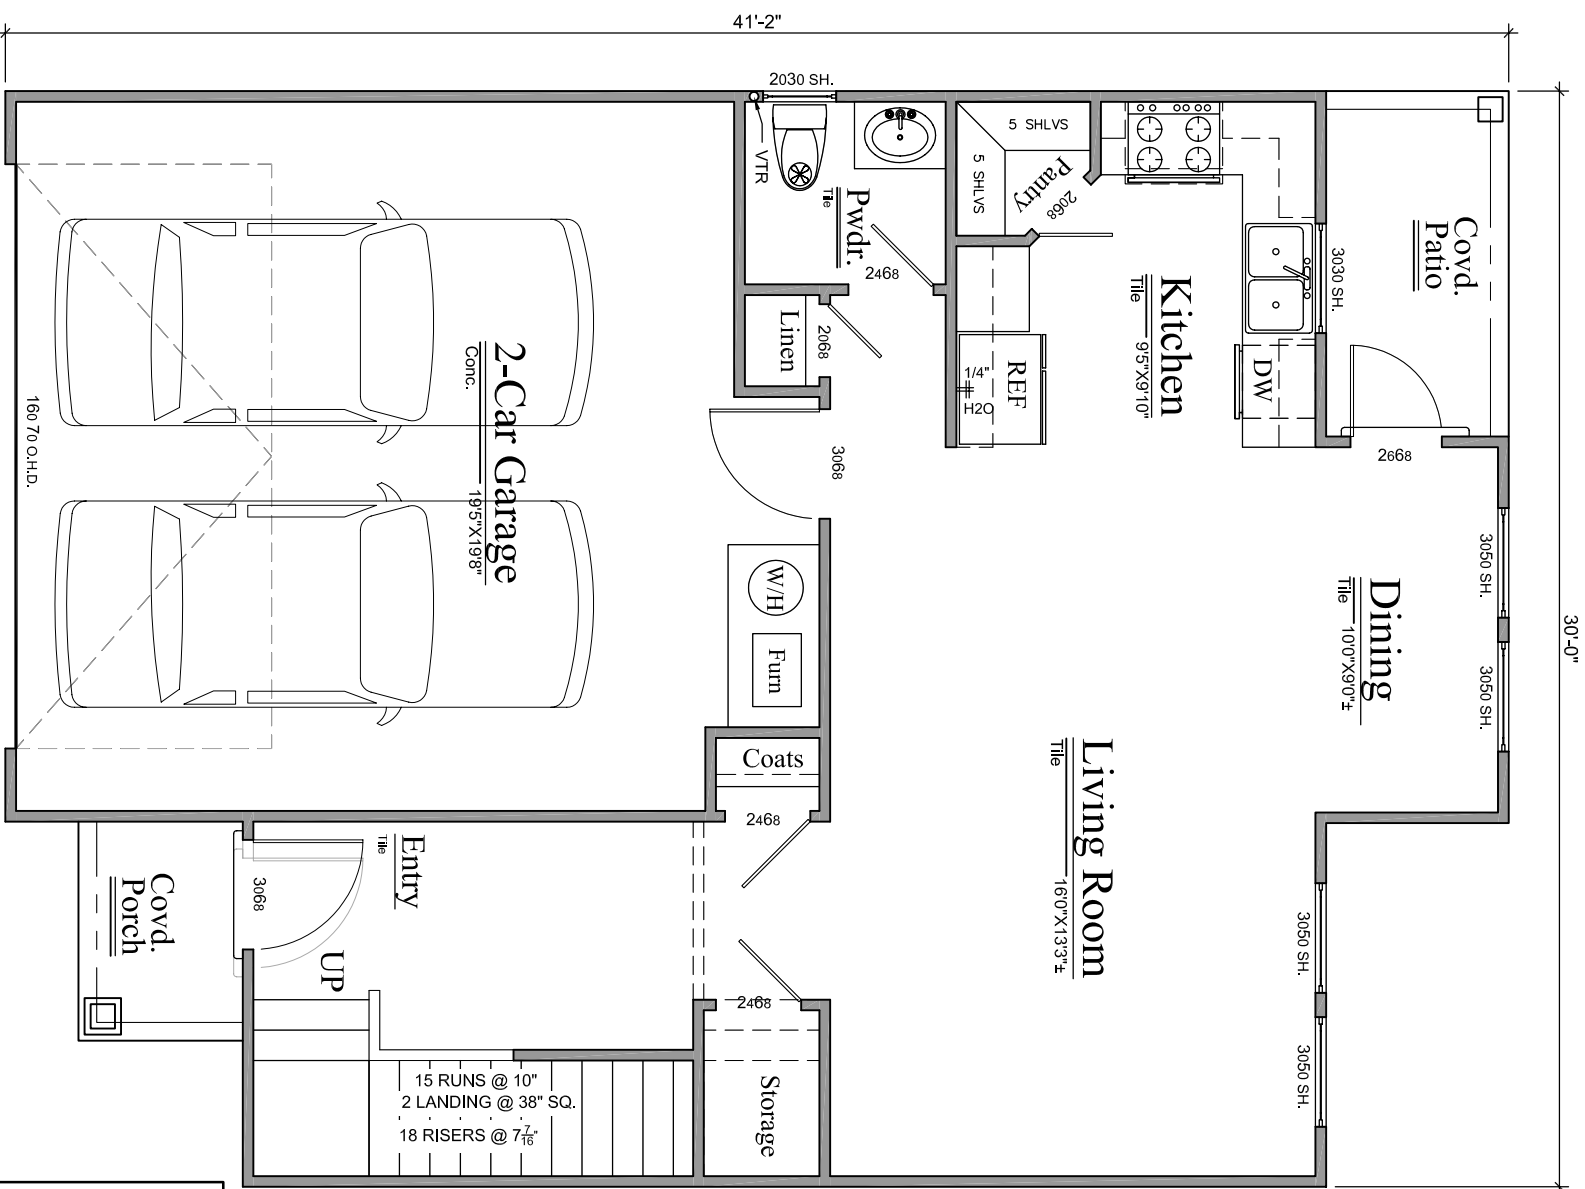 41'-2"
2030 SH.
30'-0"
VTR
Pwdr.
Tile
2468
5 SHLVS
5 SHLVS
Pantry
2068
Kitchen
9'5"X9'10"
Tile
3030 SH.
Covd.
Patio
DW
REF
1/4"
H2O
Linen
2068
2668
2-Car Garage
19'5"X19'8"
Conc.
160 70 O.H.D.
3068
W/H
Furn
Dining
10'0"X9'0"±
Tile
3050 SH.
3050 SH.
Living Room
16'0"X13'3"±
Tile
3050 SH.
3050 SH.
Coats
2468
Entry
Tile
3068
Covd.
Porch
UP
2468
Storage
15 RUNS @ 10"
2 LANDING @ 38" SQ.
18 RISERS @ 7 7/16"